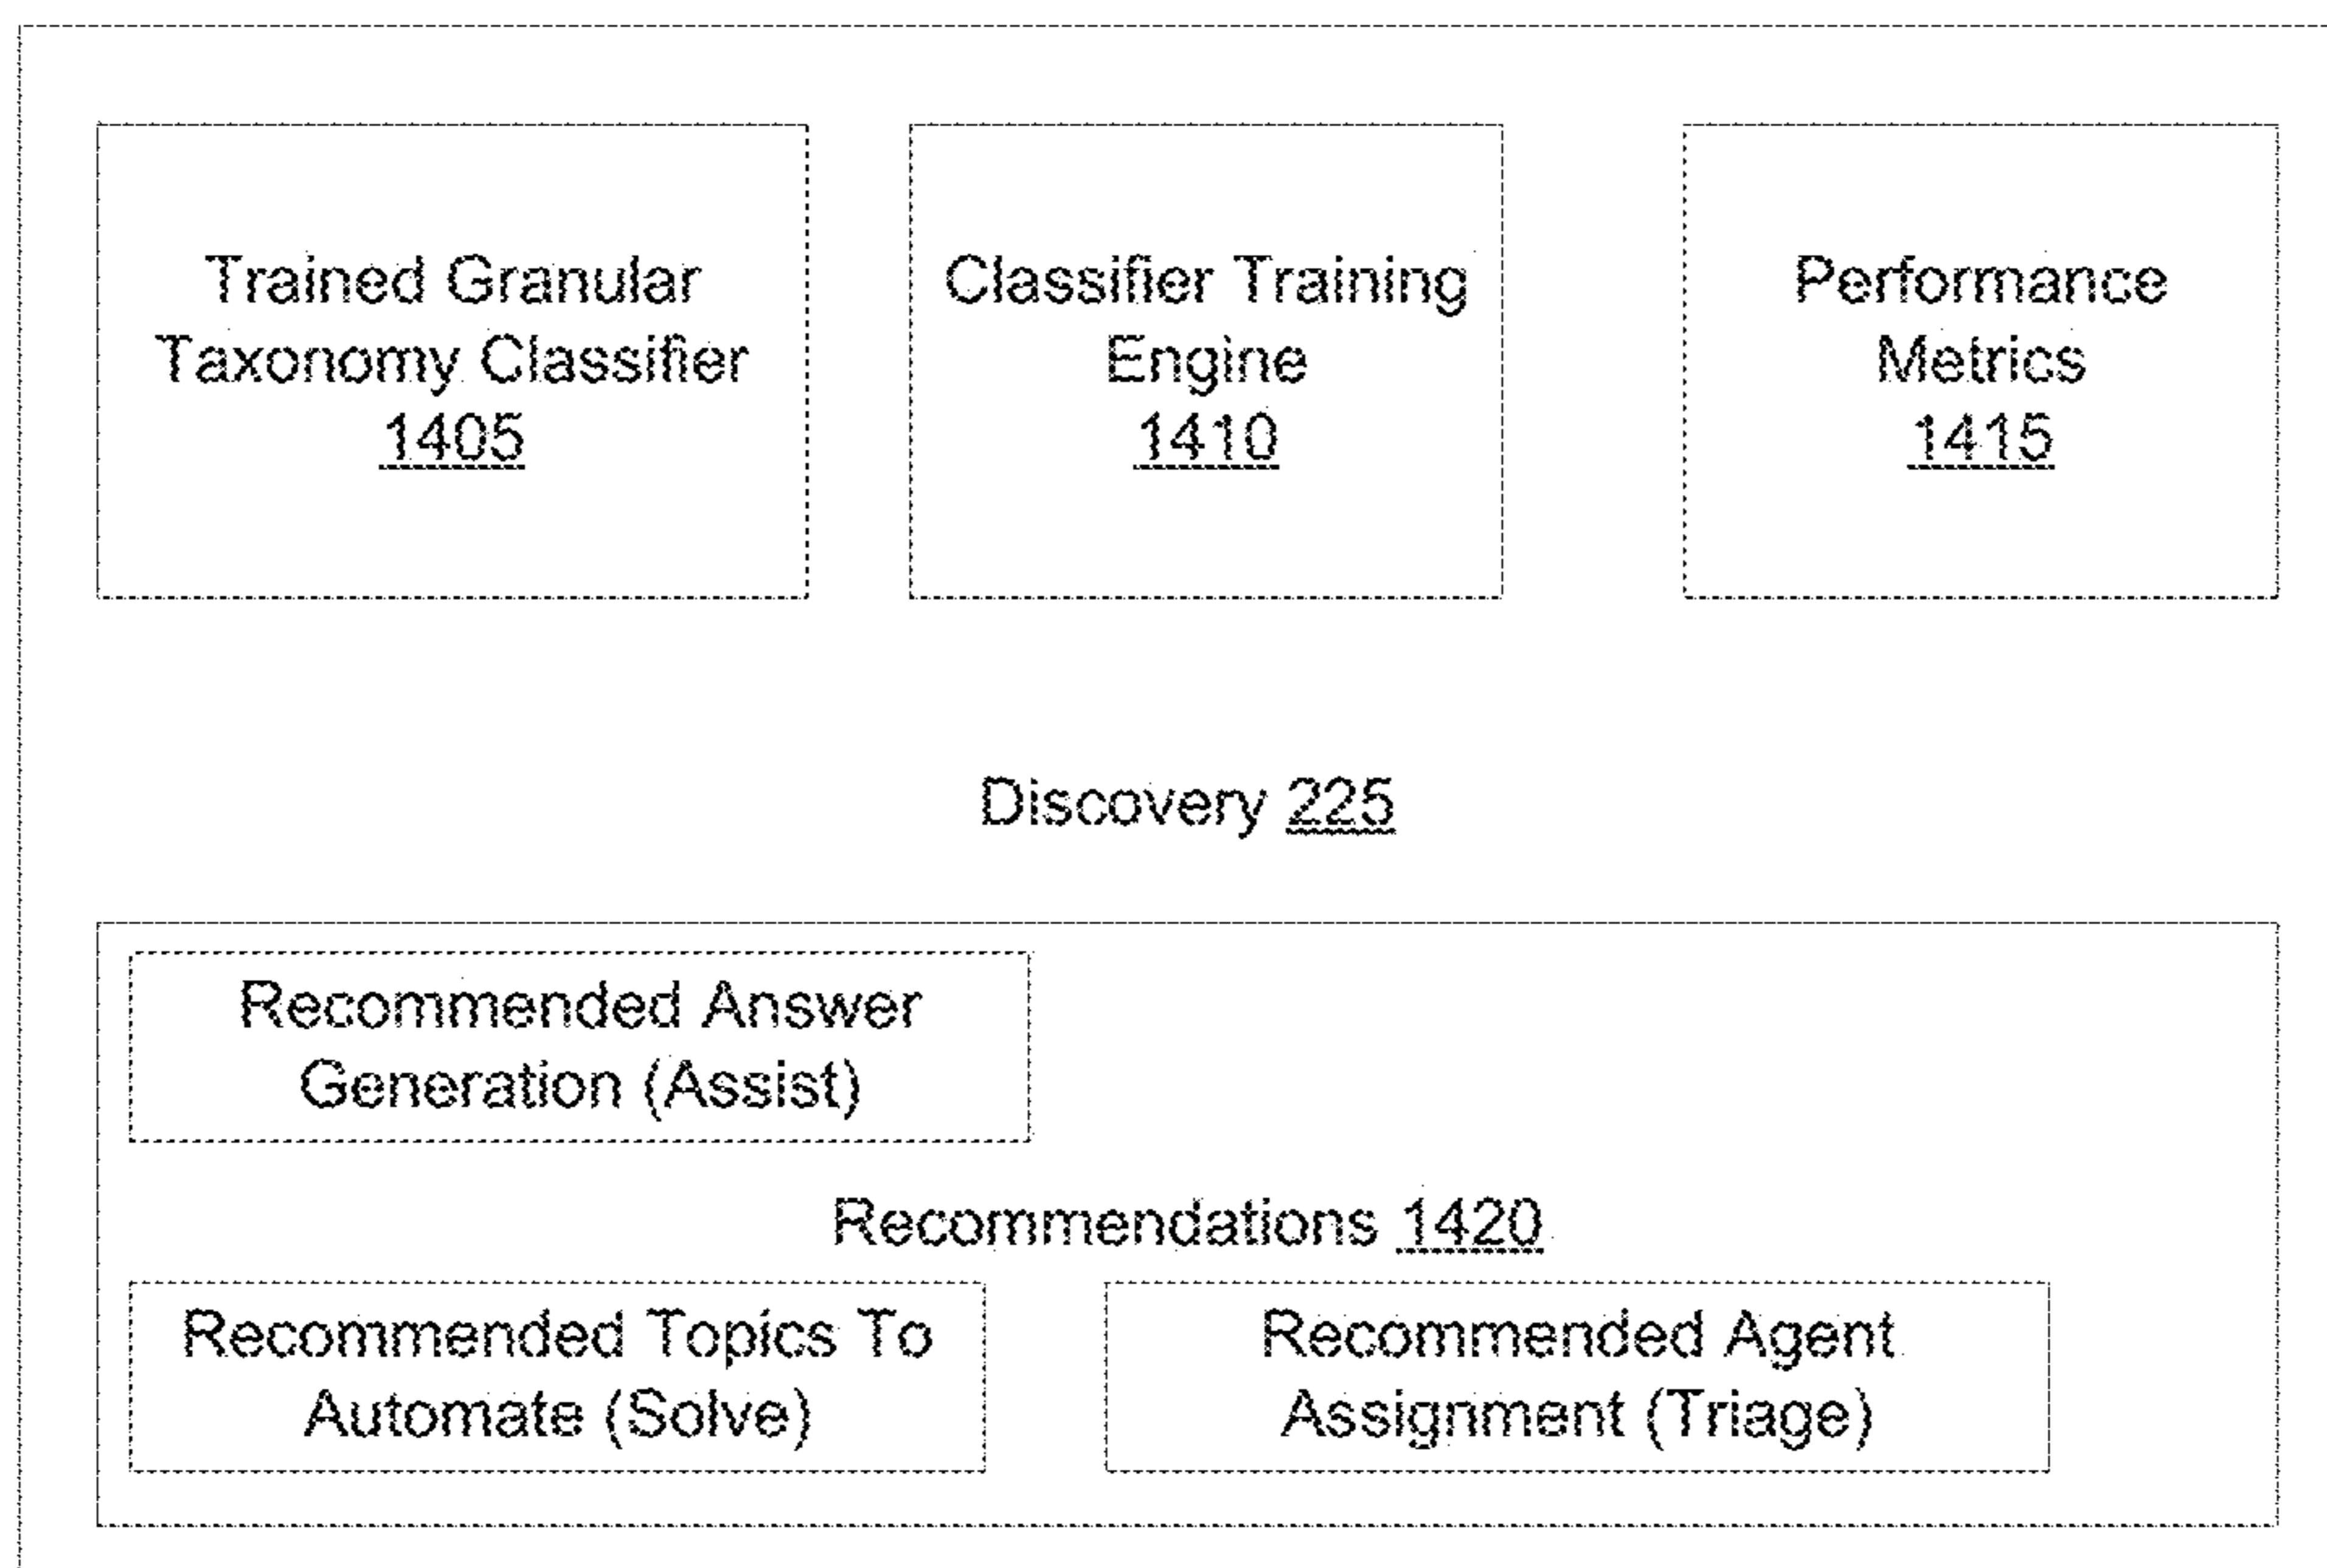 Trained Granular
Taxonomy Classifier
1405
Classifier Training
Engine
1410
Performance
Metrics
1415
Discovery 225
Recommended Answer
Generation (Assist)
Recommendations 1420
Recommended Topics To
Automate (Solve)
Recommended Agent
Assignment (Triage)